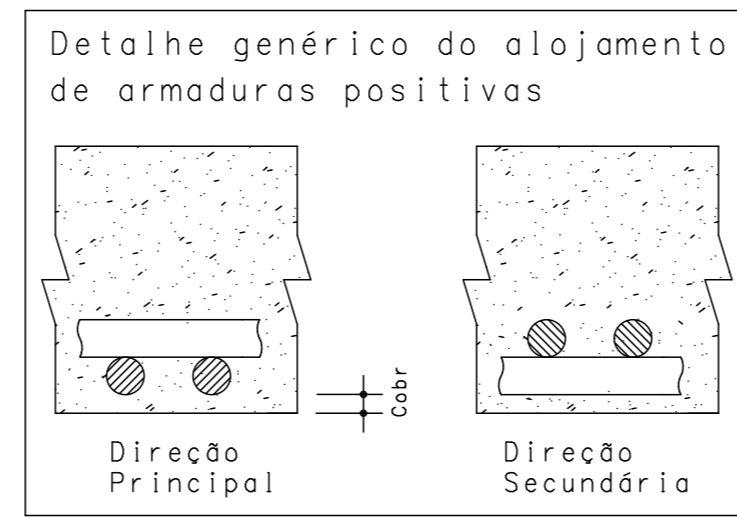 Detalhe genérico do alojamento
de armaduras positivas
Cobr
Direção
Principal
Direção
Secundária